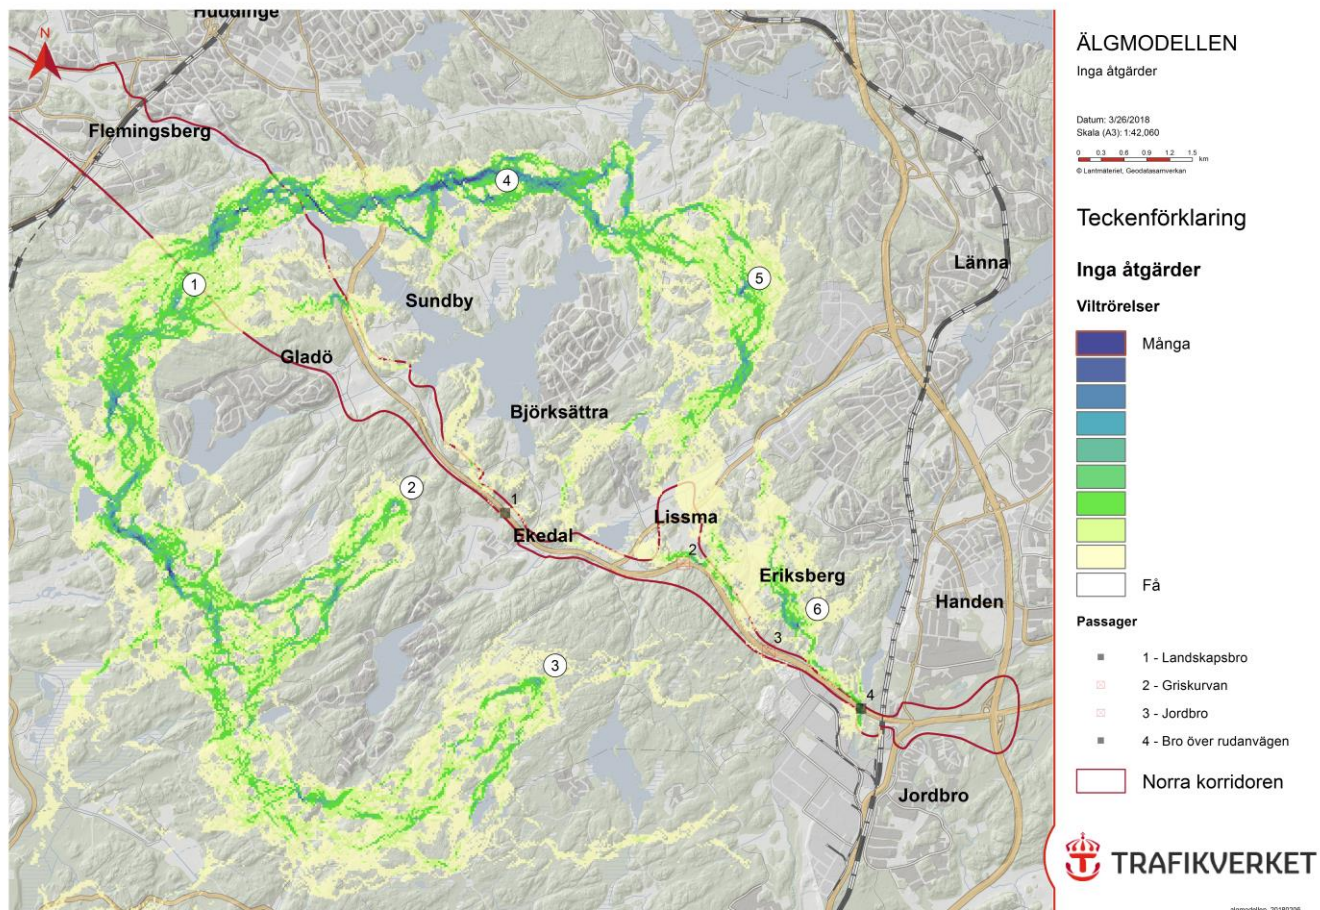 Huddinge
N
Flemingsberg
4
1
5
Länna
Sundby
Gladö
Björksättra
2
1
Ekedal
Lissma
2
Eriksberg
6
Handen
3
3
4
Jordbro
ÄLGMODELLEN
Inga åtgärder
Datum: 3/26/2018
Skala (A3): 1:42,060
0 0.3 0.6 0.9 1.2 1.5
km
© Lantmäteriet, Geodatasamverkan
Teckenförklaring
Inga åtgärder
Viltrörelser
Många
Få
Passager
1 - Landskapsbro
2 - Griskurvan
3 - Jordbro
4 - Bro över rudanvägen
Norra korridoren
TRAFIKVERKET